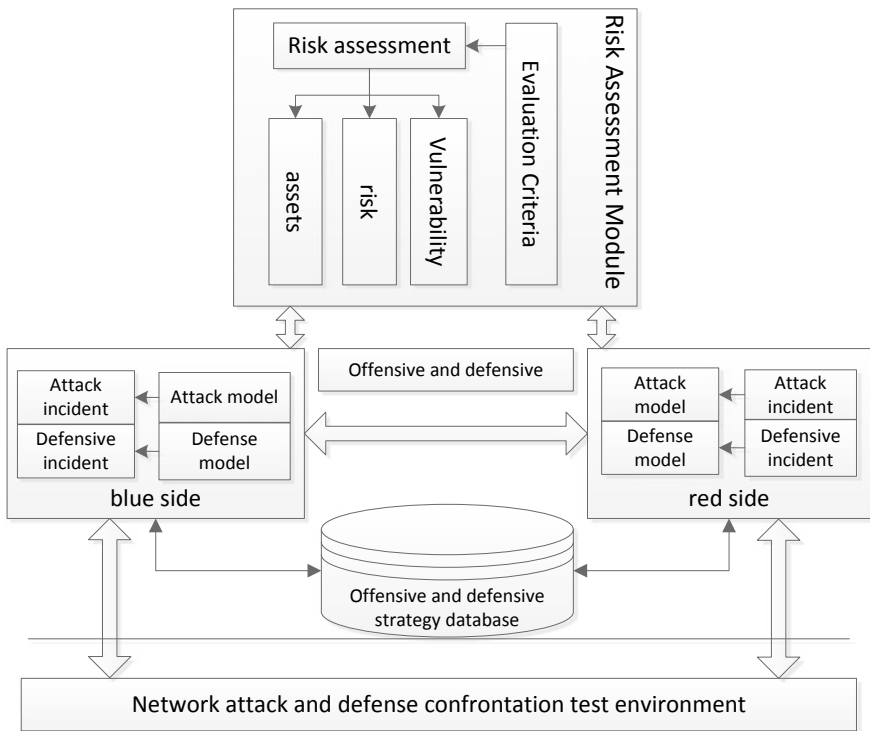 Risk assessment
Evaluation Criteria
Risk Assessment Module
assets
risk
Vulnerability
Offensive and defensive
Attack
incident
Attack model
Defensive
incident
Defense
model
blue side
Attack
model
Attack
incident
Defense
model
Defensive
incident
red side
Offensive and defensive
strategy database
Network attack and defense confrontation test environment